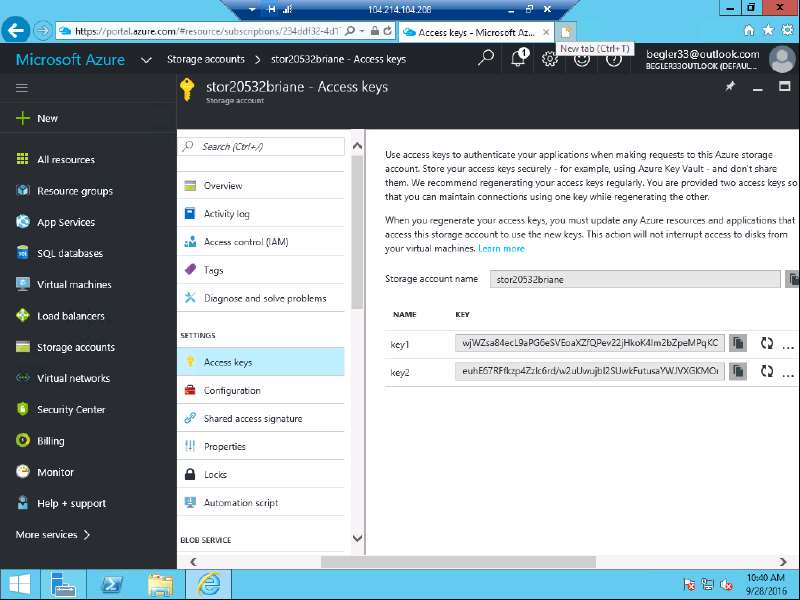 104.214.104.208
https://portal.azure.com/#resource/subscriptions/234ddf32-4d1
Access keys - Microsoft Az...
New tab (Ctrl+T)
Microsoft Azure
Storage accounts > stor20532briane - Access keys
1
begler33@outlook.com
BEGLER33OUTLOOK (DEFAUL...
stor20532briane - Access keys
Storage account
New
All resources
Resource groups
App Services
SQL databases
Virtual machines
Load balancers
Storage accounts
Virtual networks
Security Center
Billing
Monitor
Help + support
More services >
Search (Ctrl+/)
Overview
Activity log
Access control (IAM)
Tags
Diagnose and solve problems
SETTINGS
Access keys
Configuration
Shared access signature
Properties
Locks
Automation script
BLOB SERVICE
Use access keys to authenticate your applications when making requests to this Azure storage
account. Store your access keys securely - for example, using Azure Key Vault - and don't share
them. We recommend regenerating your access keys regularly. You are provided two access keys so
that you can maintain connections using one key while regenerating the other.
When you regenerate your access keys, you must update any Azure resources and applications that
access this storage account to use the new keys. This action will not interrupt access to disks from
your virtual machines. Learn more
Storage account name
stor20532briane
NAME KEY
key1
key2
10:40 AM
9/28/2016